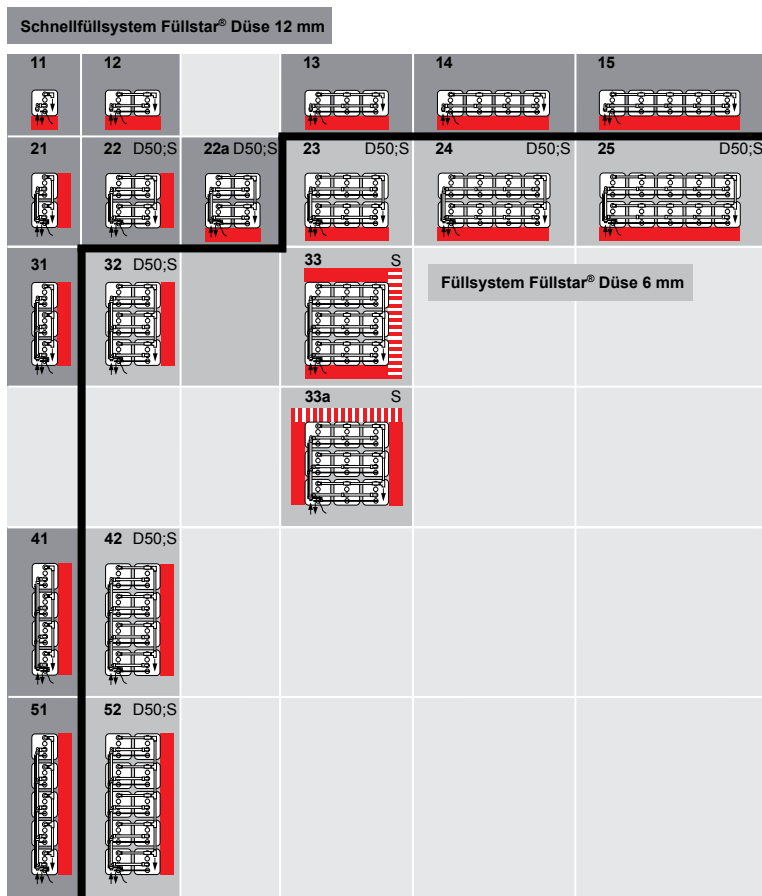 Schnellfüllsystem Füllstar® Düse 12 mm
11 12 13 14 15
21 22 D50;S 22a D50;S 23 D50;S 24 D50;S 25 D50;S
31 32 D50;S 33 S
Füllsystem Füllstar® Düse 6 mm
33a S
41 42 D50;S
51 52 D50;S